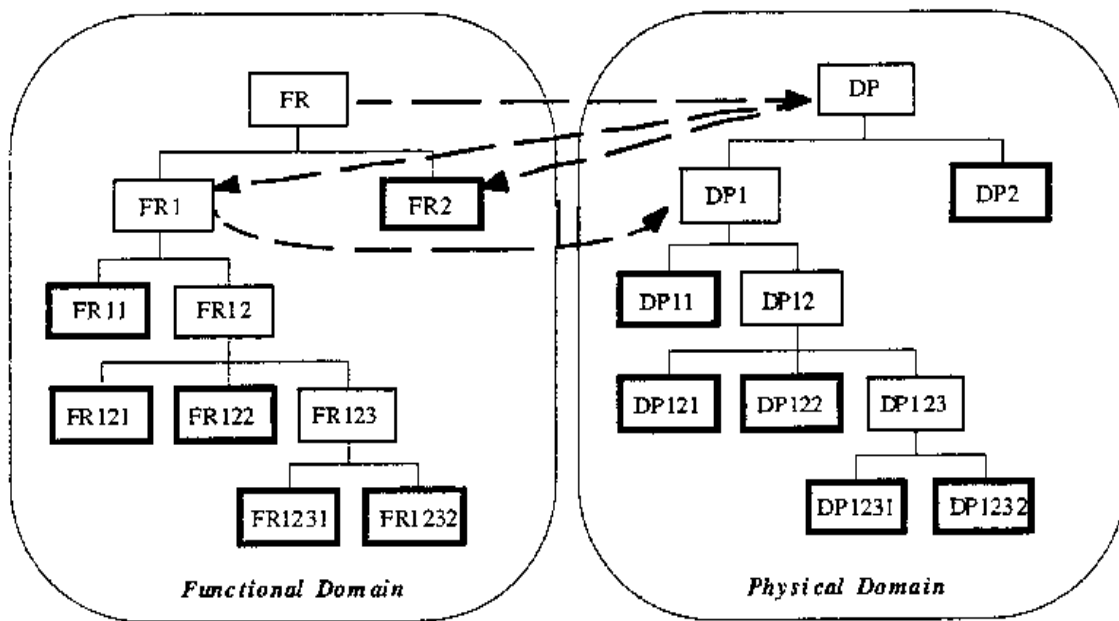 FR
DP
FR1
FR2
DP1
DP2
FR11
FR12
DP11
DP12
FR121
FR122
FR123
DP121
DP122
DP123
FR1231
FR1232
DP1231
DP1232
Functional Domain
Physical Domain